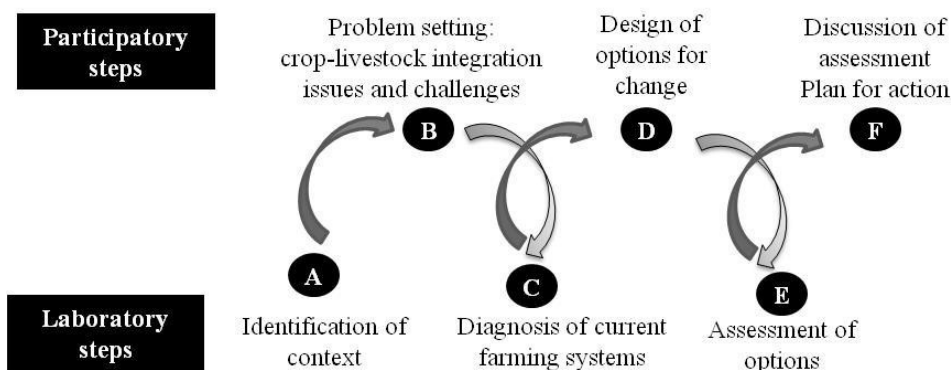 Participatory
steps
Problem setting:
crop-livestock integration
issues and challenges
Design of
options for
change
Discussion of
assessment
Plan for action
B
D
F
A
C
E
Laboratory
steps
Identification of
context
Diagnosis of current
farming systems
Assessment of
options